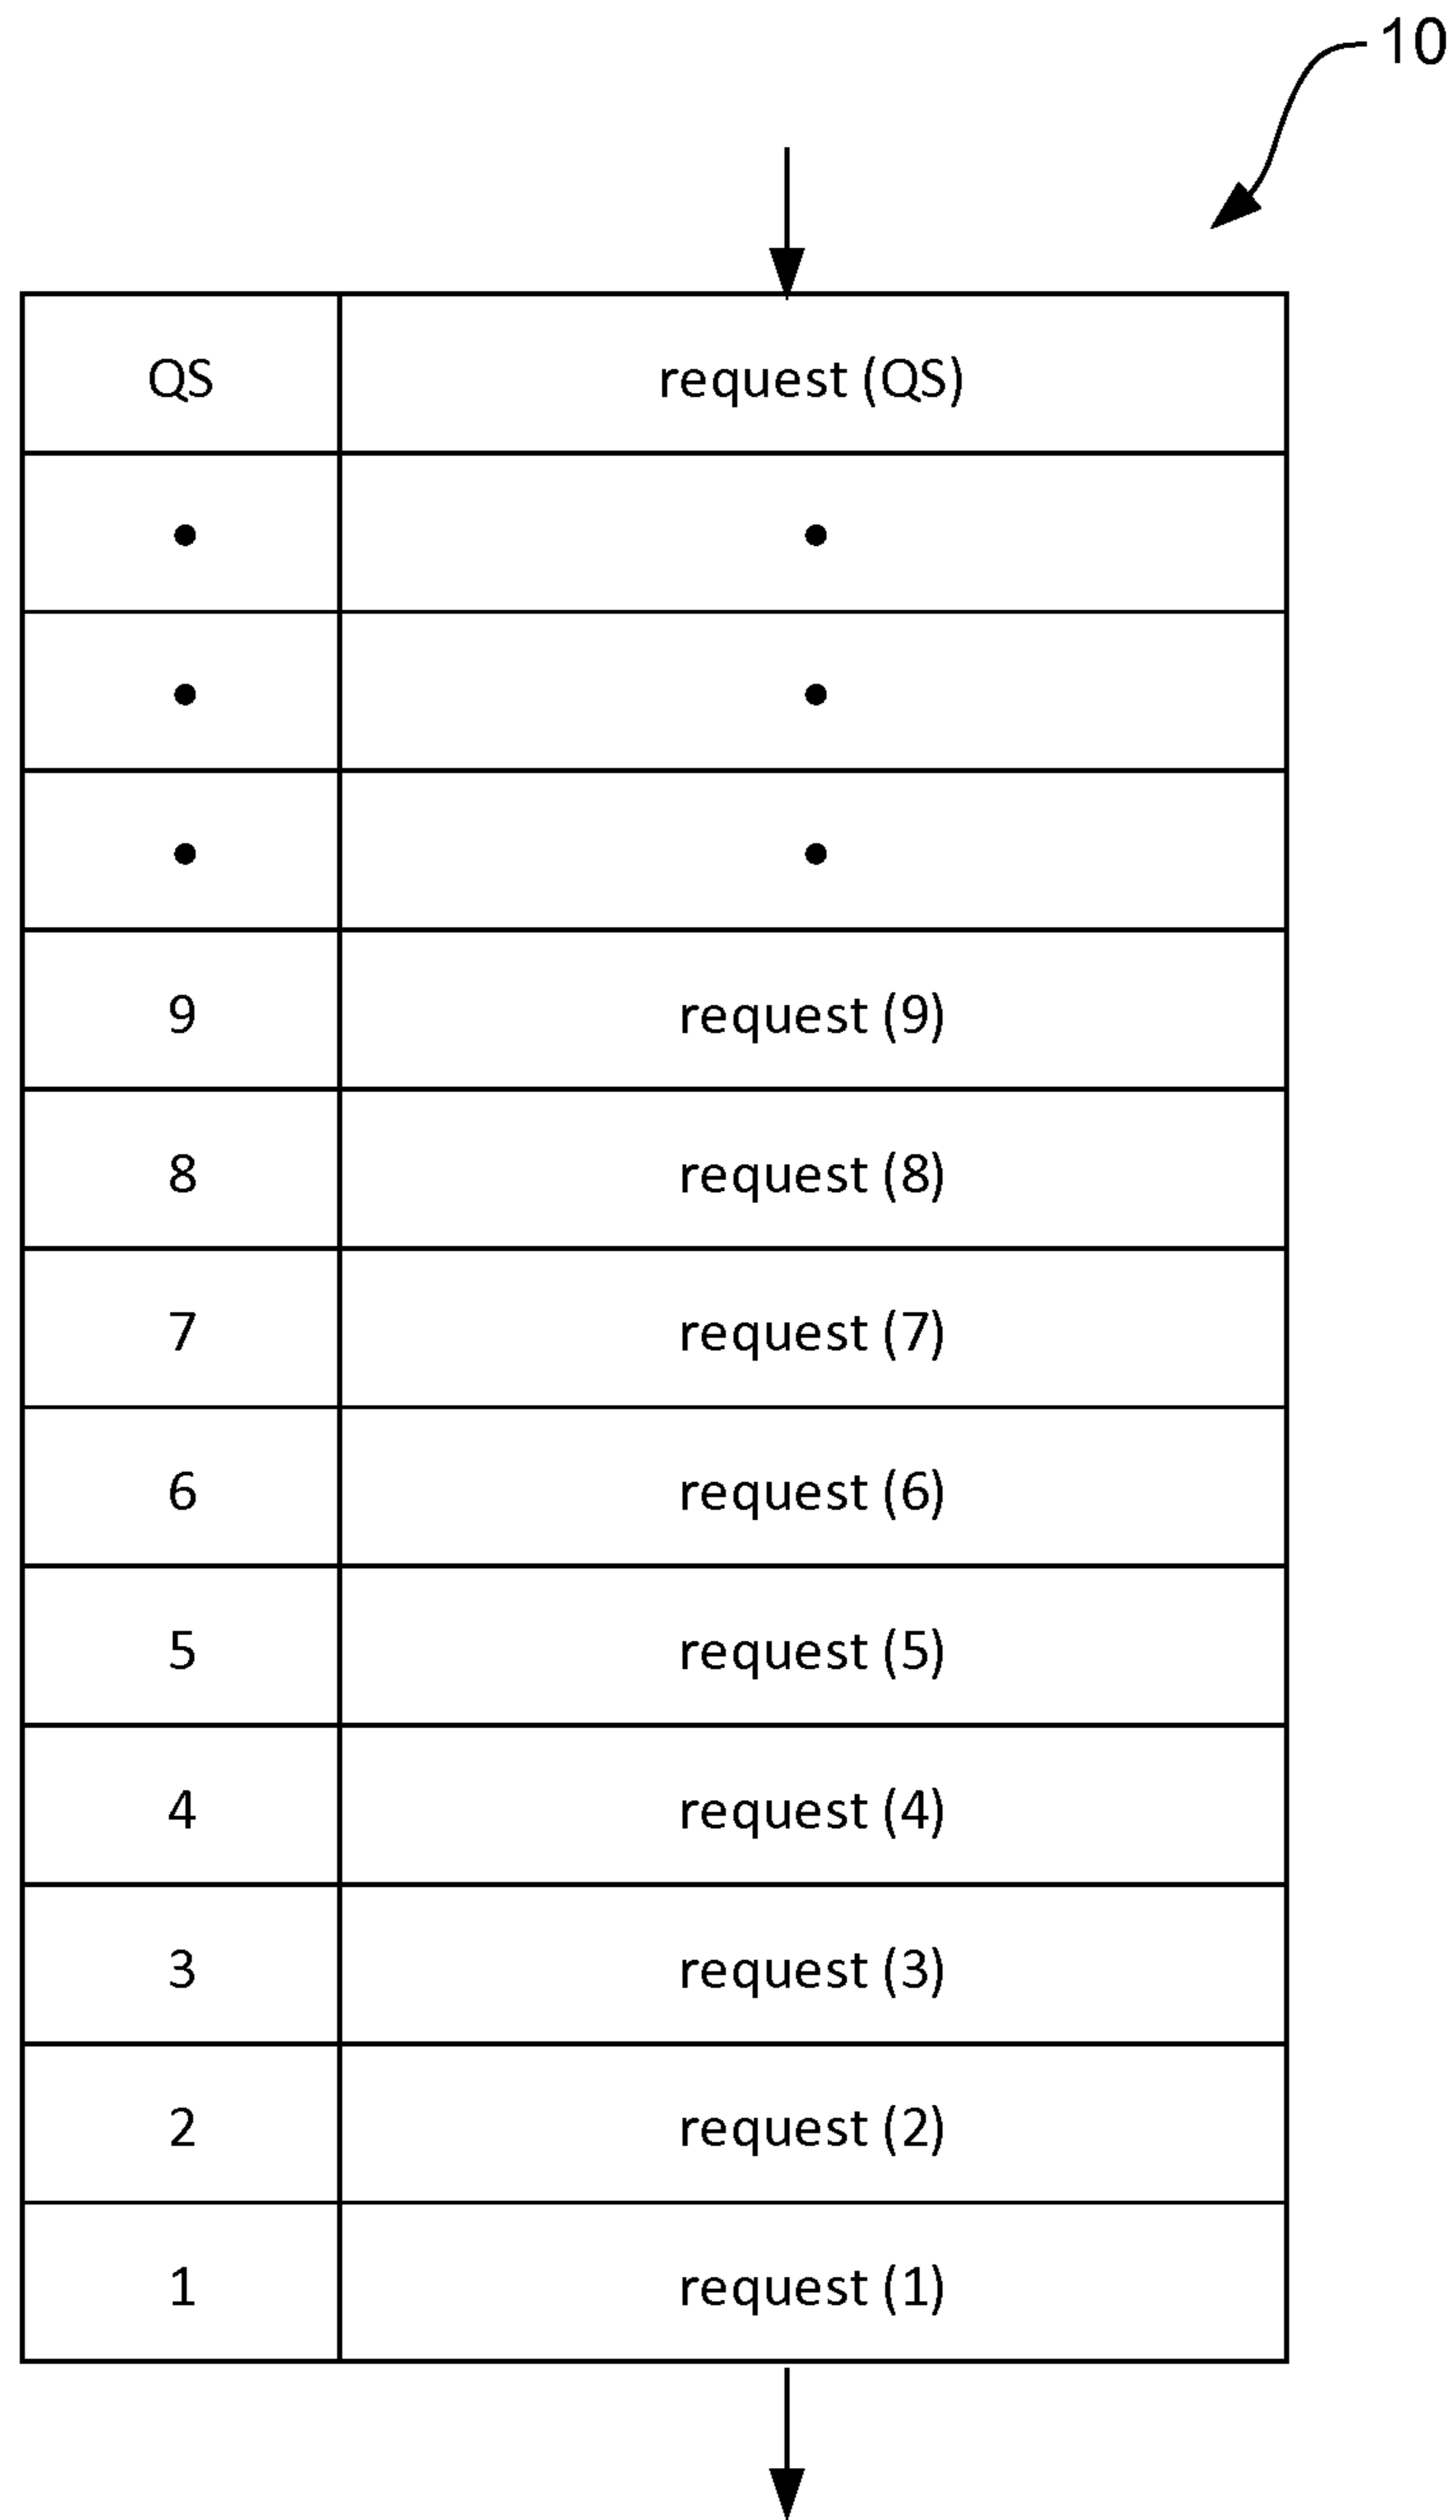 10
QS request (QS)
• •
• •
• •
9 request (9)
8 request (8)
7 request (7)
6 request (6)
5 request (5)
4 request (4)
3 request (3)
2 request (2)
1 request (1)